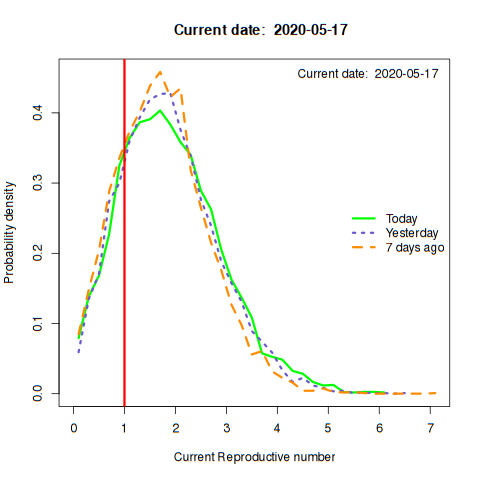 Current date:  2020-05-17
Current date:  2020-05-17
Probability density
0.4
0.3
0.2
0.1
0.0
Today
Yesterday
7 days ago
0 1 2 3 4 5 6 7
Current Reproductive number